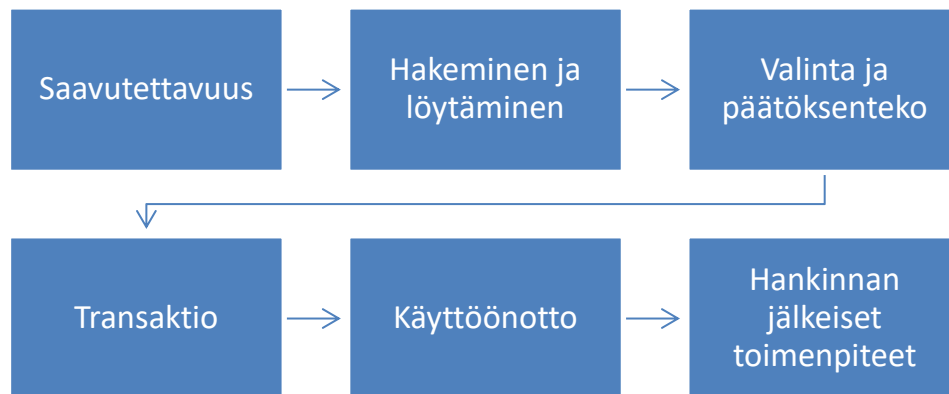 Saavutettavuus
Hakeminen ja
löytäminen
Valinta ja
päätöksenteko
Transaktio
Käyttöönotto
Hankinnan
jälkeiset
toimenpiteet